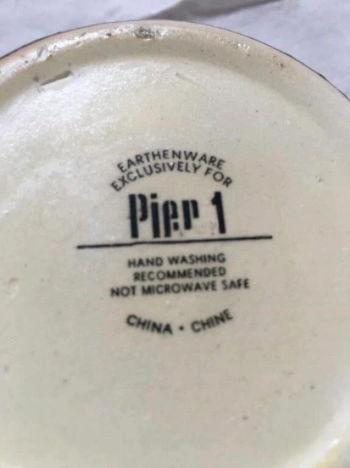 EARTHENWARE
EXCLUSIVELY FOR
Pier 1
HAND WASHING
RECOMMENDED
NOT MICROWAVE SAFE
CHINA • CHINE